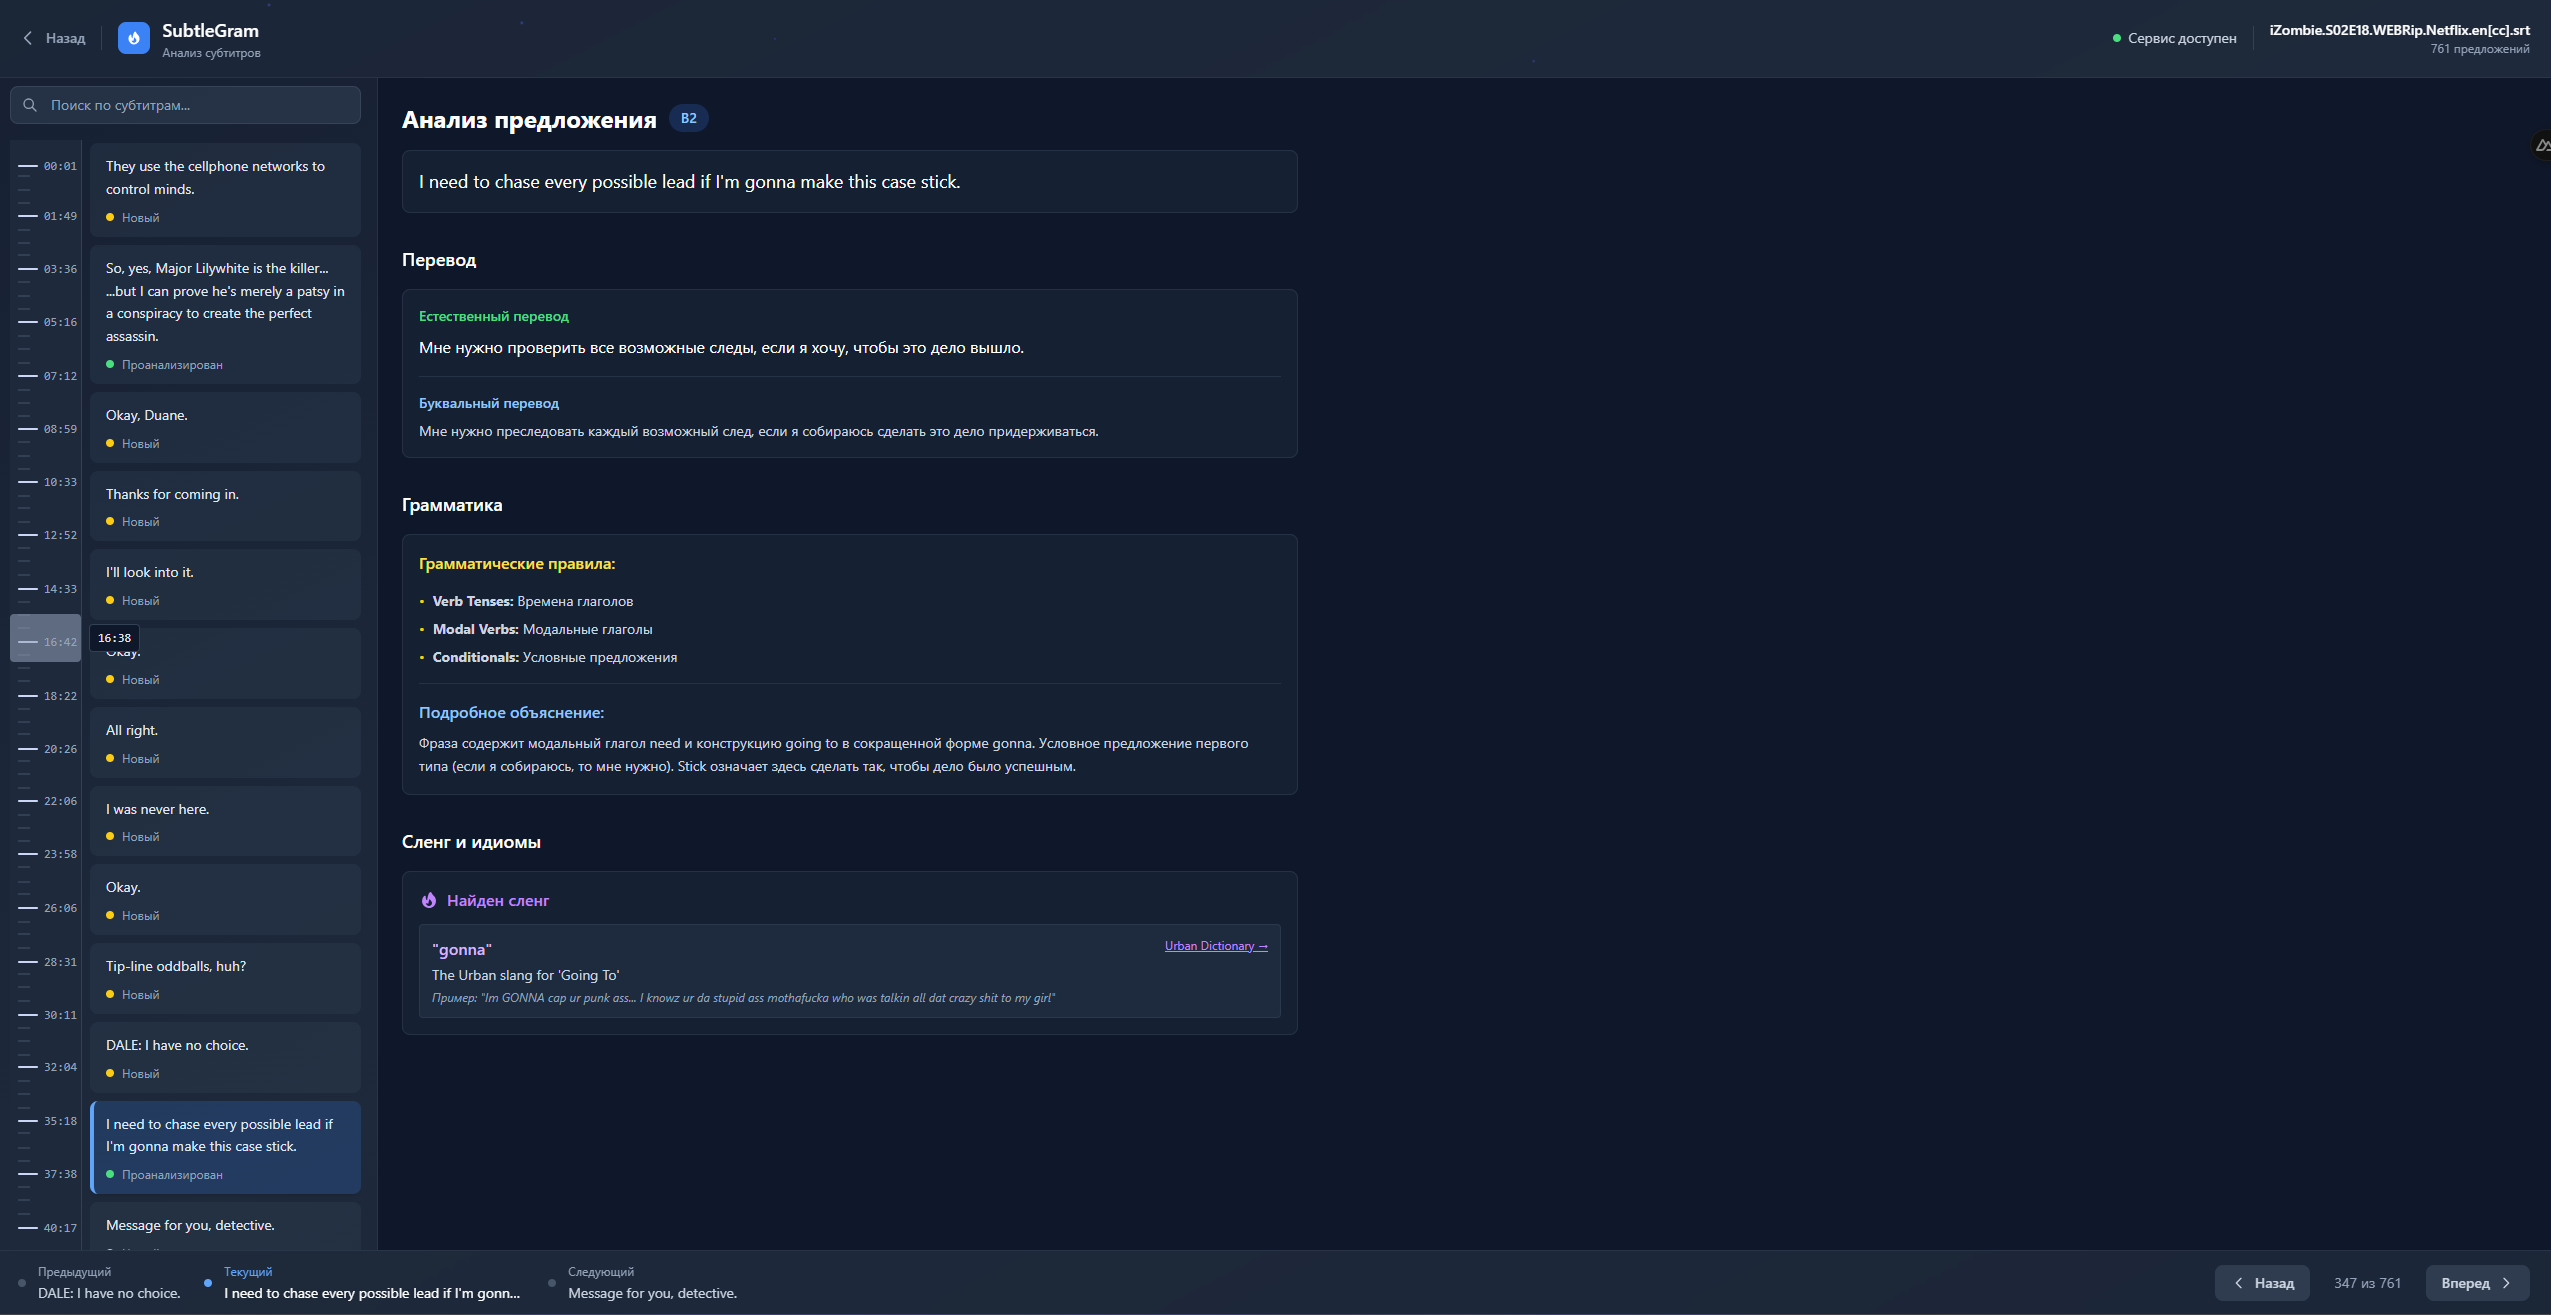 Назад
SubtleGram
Анализ субтитров
Сервис доступен
iZombie.S02E18.WEBRip.Netflix.en[cc].srt
761 предложений
Поиск по субтитрам...
00:01
01:49
03:36
05:16
07:12
08:59
10:33
12:52
14:33
16:42
16:38
18:22
20:26
22:06
23:58
26:06
28:31
30:11
32:04
35:18
37:38
40:17
They use the cellphone networks to
control minds.
Новый
So, yes, Major Lilywhite is the killer...
...but I can prove he's merely a patsy in
a conspiracy to create the perfect
assassin.
Проанализирован
Okay, Duane.
Новый
Thanks for coming in.
Новый
I'll look into it.
Новый
Okay.
Новый
All right.
Новый
I was never here.
Новый
Okay.
Новый
Tip-line oddballs, huh?
Новый
DALE: I have no choice.
Новый
I need to chase every possible lead if
I'm gonna make this case stick.
Проанализирован
Message for you, detective.
Анализ предложения B2
I need to chase every possible lead if I'm gonna make this case stick.
Перевод
Естественный перевод
Мне нужно проверить все возможные следы, если я хочу, чтобы это дело вышло.
Буквальный перевод
Мне нужно преследовать каждый возможный след, если я собираюсь сделать это дело придерживаться.
Грамматика
Грамматические правила:
• Verb Tenses: Времена глаголов
• Modal Verbs: Модальные глаголы
• Conditionals: Условные предложения
Подробное объяснение:
Фраза содержит модальный глагол need и конструкцию going to в сокращенной форме gonna. Условное предложение первого
типа (если я собираюсь, то мне нужно). Stick означает здесь сделать так, чтобы дело было успешным.
Сленг и идиомы
Найден сленг
"gonna"
Urban Dictionary →
The Urban slang for 'Going To'
Пример: "Im GONNA cap ur punk ass... I knowz ur da stupid ass mothafucka who was talkin all dat crazy shit to my girl"
Предыдущий
DALE: I have no choice.
Текущий
I need to chase every possible lead if I'm gonn...
Следующий
Message for you, detective.
Назад
347 из 761
Вперед